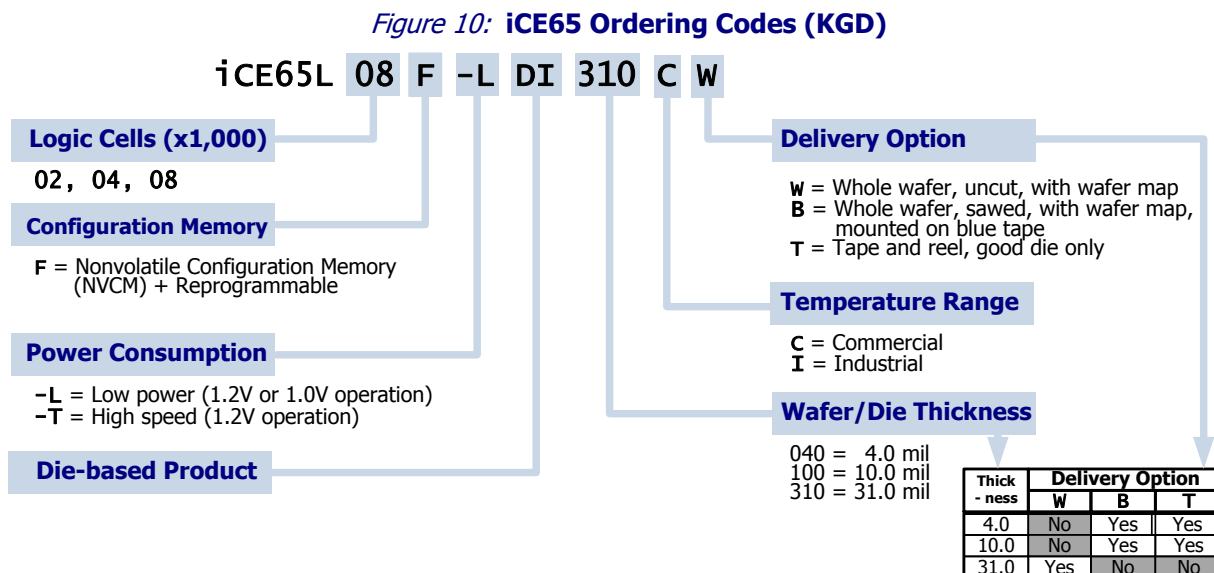 Figure 10: iCE65 Ordering Codes (KGD)
iCE65L 08 F -L DI 310 C W
Logic Cells (x1,000)
02, 04, 08
Configuration Memory
F = Nonvolatile Configuration Memory
(NVCM) + Reprogrammable
Power Consumption
-L = Low power (1.2V or 1.0V operation)
-T = High speed (1.2V operation)
Die-based Product
Delivery Option
W = Whole wafer, uncut, with wafer map
B = Whole wafer, sawed, with wafer map,
mounted on blue tape
T = Tape and reel, good die only
Temperature Range
C = Commercial
I = Industrial
Wafer/Die Thickness
040 = 4.0 mil
100 = 10.0 mil
310 = 31.0 mil
Thick Delivery Option
- ness W B T
4.0 No Yes Yes
10.0 No Yes Yes
31.0 Yes No No